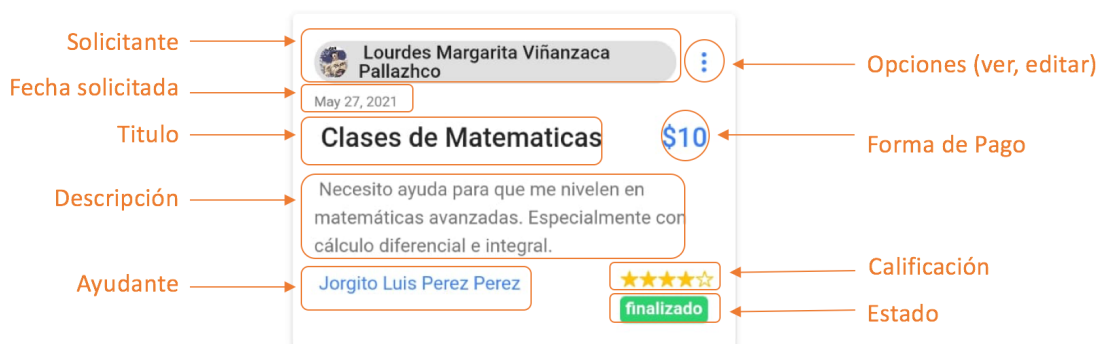 Solicitante
Lourdes Margarita Viñanzaca
Pallazhco
Opciones (ver, editar)
Fecha solicitada
May 27, 2021
Titulo
Clases de Matematicas
$10
Forma de Pago
Descripción
Necesito ayuda para que me nivelen en
matemáticas avanzadas. Especialmente con
cálculo diferencial e integral.
Ayudante
Jorgito Luis Perez Perez
Calificación
finalizado
Estado